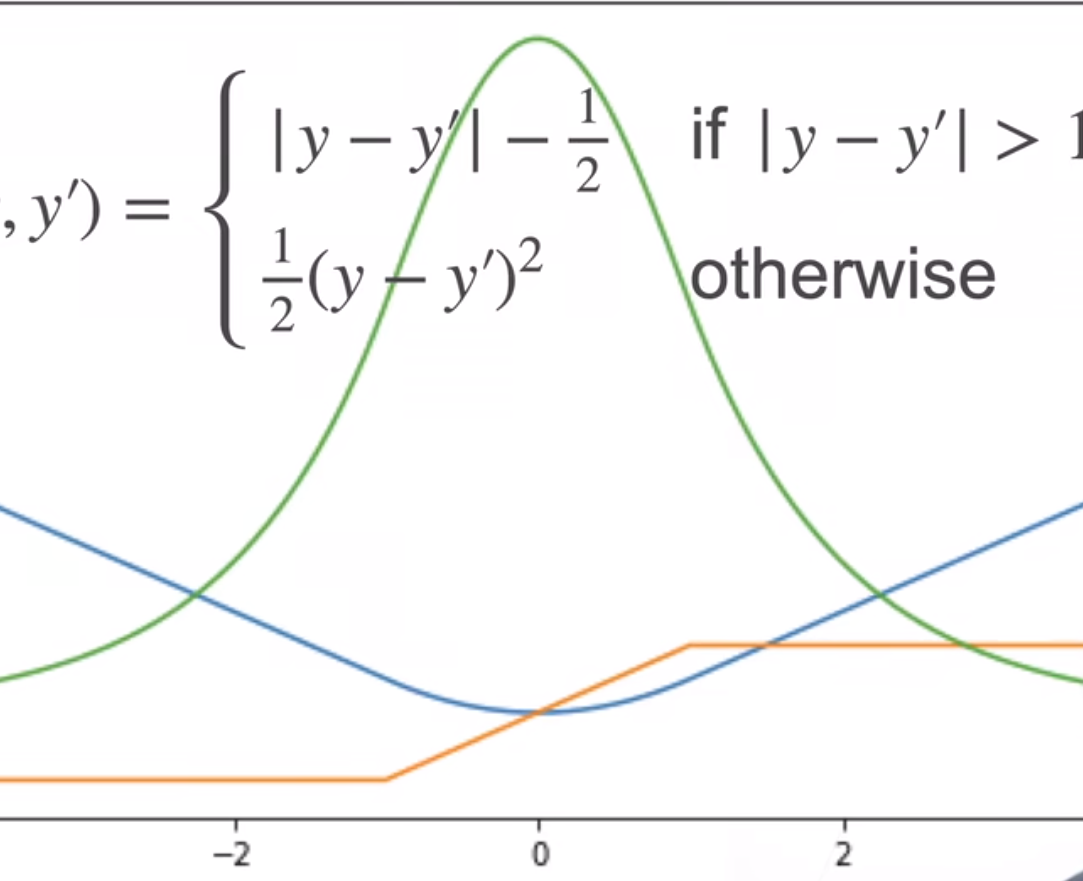 |y − y′| − 1/2 if |y − y′| > 1
, y′) = {
1/2(y − y′)² otherwise
−2 0 2